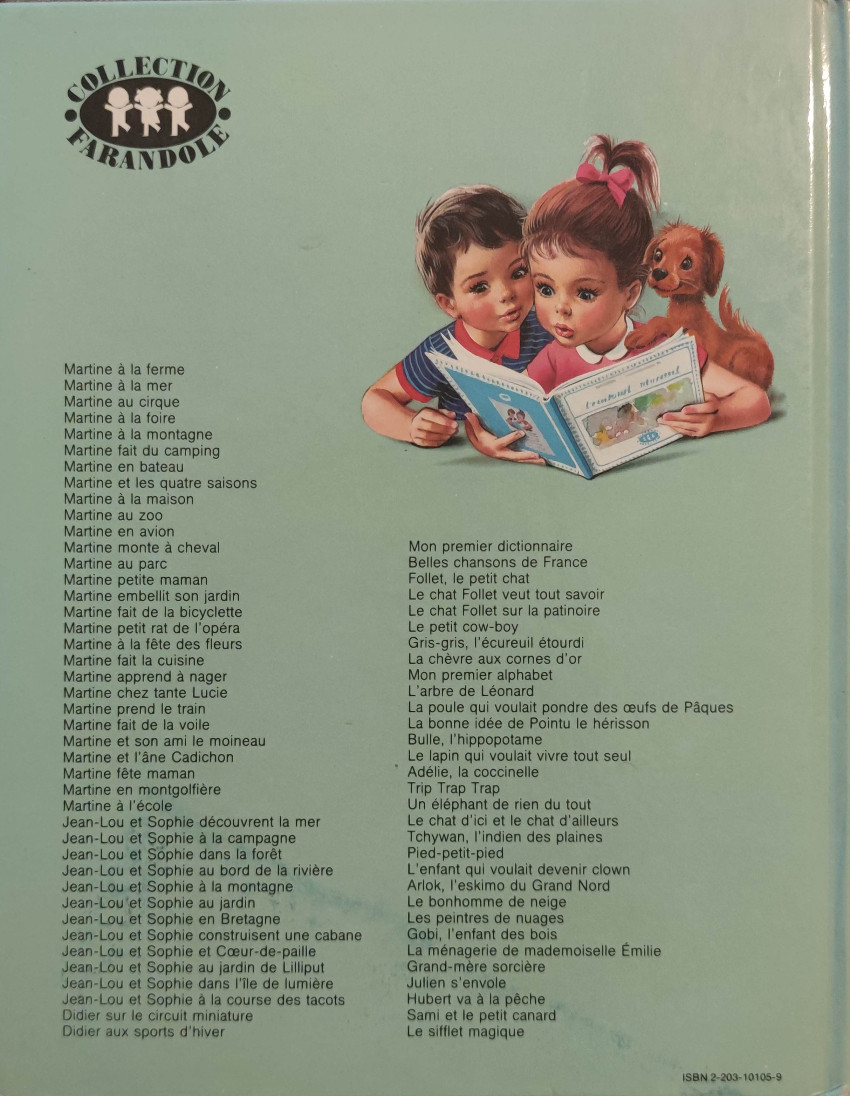 COLLECTION
FARANDOLE
Martine à la ferme
Martine à la mer
Martine au cirque
Martine à la foire
Martine à la montagne
Martine fait du camping
Martine en bateau
Martine et les quatre saisons
Martine à la maison
Martine au zoo
Martine en avion
Martine monte à cheval
Martine au parc
Martine petite maman
Martine embellit son jardin
Martine fait de la bicyclette
Martine petit rat de l'opéra
Martine à la fête des fleurs
Martine fait la cuisine
Martine apprend à nager
Martine chez tante Lucie
Martine prend le train
Martine fait de la voile
Martine et son ami le moineau
Martine et l'âne Cadichon
Martine fête maman
Martine en montgolfière
Martine à l'école
Jean-Lou et Sophie découvrent la mer
Jean-Lou et Sophie à la campagne
Jean-Lou et Sophie dans la forêt
Jean-Lou et Sophie au bord de la rivière
Jean-Lou et Sophie à la montagne
Jean-Lou et Sophie au jardin
Jean-Lou et Sophie en Bretagne
Jean-Lou et Sophie construisent une cabane
Jean-Lou et Sophie et Cœur-de-paille
Jean-Lou et Sophie au jardin de Lilliput
Jean-Lou et Sophie dans l'île de lumière
Jean-Lou et Sophie à la course des tacots
Didier sur le circuit miniature
Didier aux sports d'hiver
Mon premier dictionnaire
Belles chansons de France
Follet, le petit chat
Le chat Follet veut tout savoir
Le chat Follet sur la patinoire
Le petit cow-boy
Gris-gris, l'écureuil étourdi
La chèvre aux cornes d'or
Mon premier alphabet
L'arbre de Léonard
La poule qui voulait pondre des œufs de Pâques
La bonne idée de Pointu le hérisson
Bulle, l'hippopotame
Le lapin qui voulait vivre tout seul
Adélie, la coccinelle
Trip Trap Trap
Un éléphant de rien du tout
Le chat d'ici et le chat d'ailleurs
Tchywan, l'indien des plaines
Pied-petit-pied
L'enfant qui voulait devenir clown
Arlok, l'eskimo du Grand Nord
Le bonhomme de neige
Les peintres de nuages
Gobi, l'enfant des bois
La ménagerie de mademoiselle Émilie
Grand-mère sorcière
Julien s'envole
Hubert va à la pêche
Sami et le petit canard
Le sifflet magique
ISBN 2-203-10105-9